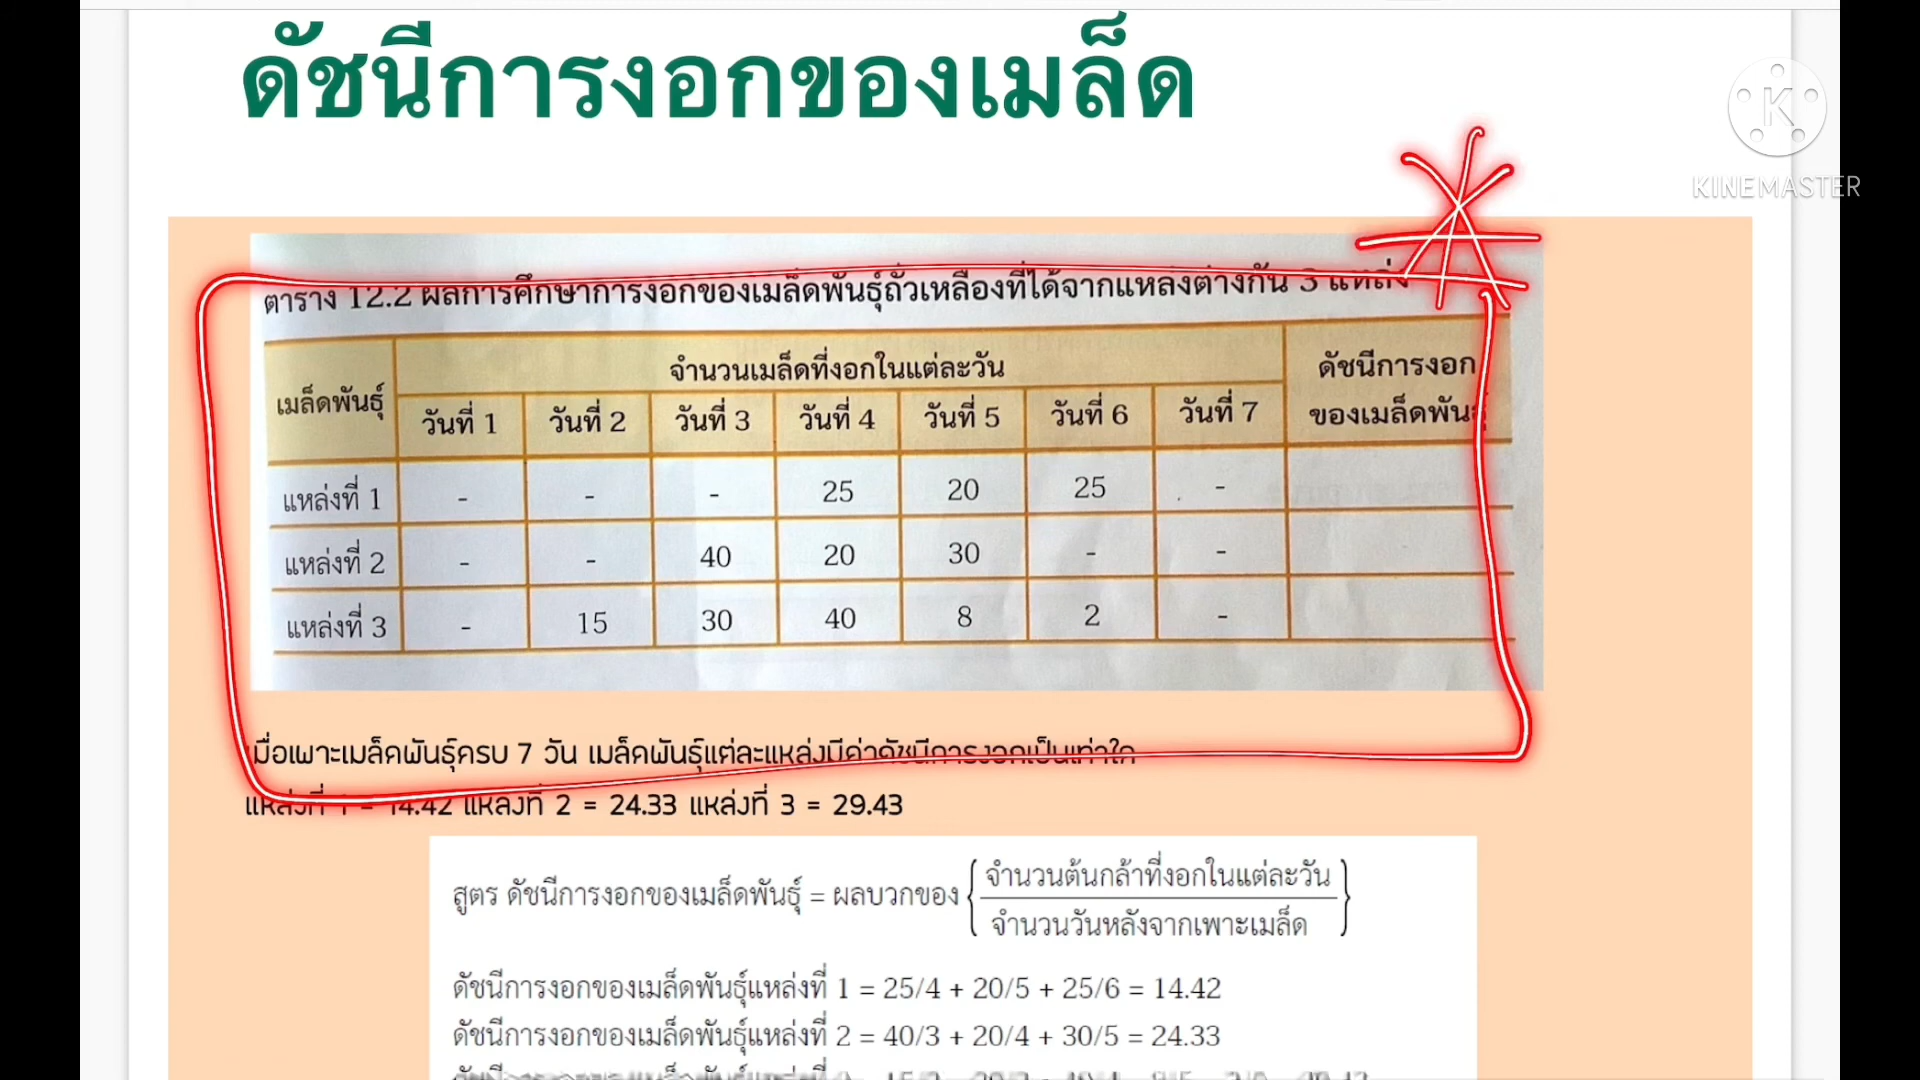 ดัชนีการงอกของเมล็ด
KINEMASTER
ตาราง 12.2 ผลการศึกษาการงอกของเมล็ดพันธุ์ถั่วเหลืองที่ได้จากแหล่งต่างกัน 3 แหล่ง
เมล็ดพันธุ์ จำนวนเมล็ดที่งอกในแต่ละวัน ดัชนีการงอก
วันที่ 1 วันที่ 2 วันที่ 3 วันที่ 4 วันที่ 5 วันที่ 6 วันที่ 7 ของเมล็ดพันธุ์
แหล่งที่ 1 - - - 25 20 25 -
แหล่งที่ 2 - - 40 20 30 - -
แหล่งที่ 3 - 15 30 40 8 2 -
เมื่อเพาะเมล็ดพันธุ์ครบ 7 วัน เมล็ดพันธุ์แต่ละแหล่งมีค่าดัชนีการงอกเป็นเท่าใด
แหล่งที่ 1 = 14.42 แหล่งที่ 2 = 24.33 แหล่งที่ 3 = 29.43
สูตร ดัชนีการงอกของเมล็ดพันธุ์ = ผลบวกของ { จำนวนต้นกล้าที่งอกในแต่ละวัน }
จำนวนวันหลังจากเพาะเมล็ด
ดัชนีการงอกของเมล็ดพันธุ์แหล่งที่ 1 = 25/4 + 20/5 + 25/6 = 14.42
ดัชนีการงอกของเมล็ดพันธุ์แหล่งที่ 2 = 40/3 + 20/4 + 30/5 = 24.33